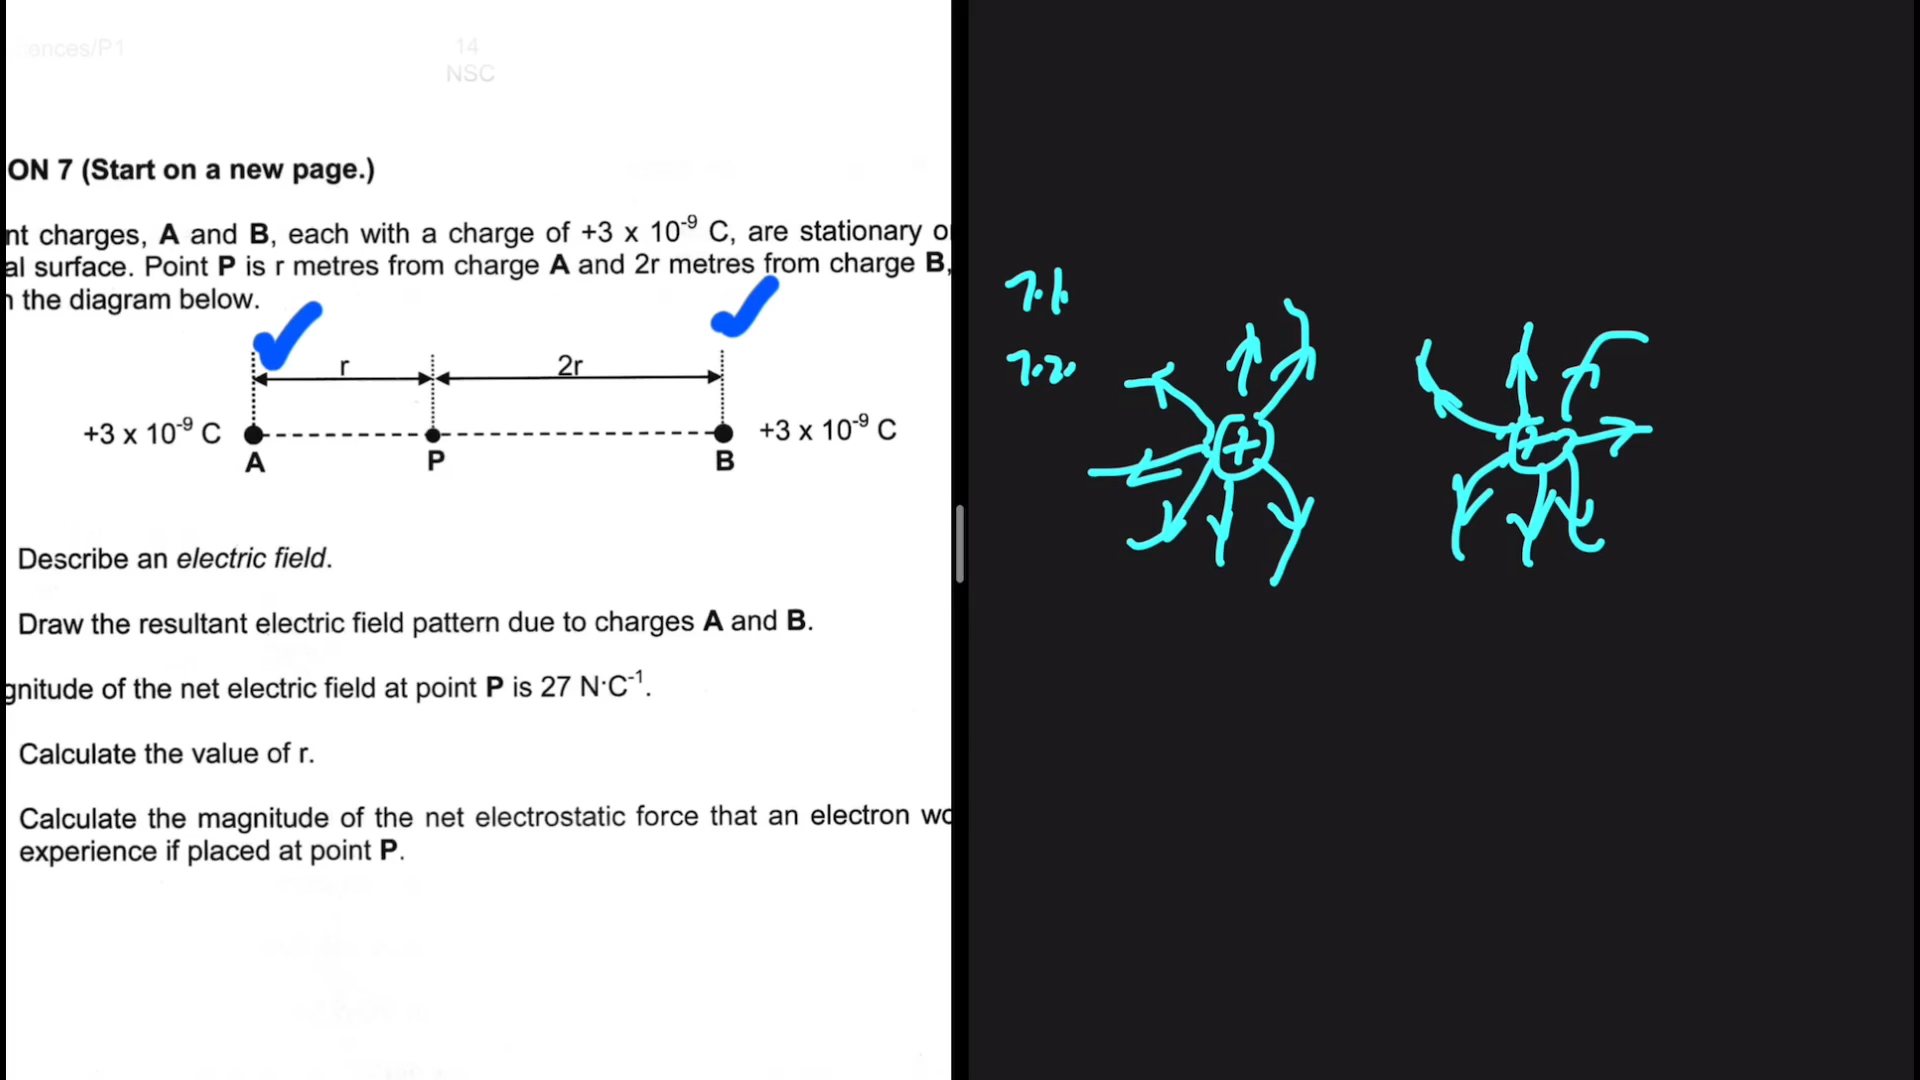 ences/P1
14
NSC
ON 7 (Start on a new page.)
nt charges, A and B, each with a charge of +3 x 10⁻⁹ C, are stationary o
al surface. Point P is r metres from charge A and 2r metres from charge B,
the diagram below.
r
2r
+3 x 10⁻⁹ C
+3 x 10⁻⁹ C
A
P
B
Describe an electric field.
Draw the resultant electric field pattern due to charges A and B.
gnitude of the net electric field at point P is 27 N·C⁻¹.
Calculate the value of r.
Calculate the magnitude of the net electrostatic force that an electron wo
experience if placed at point P.
7.1.
7.2.
+
+